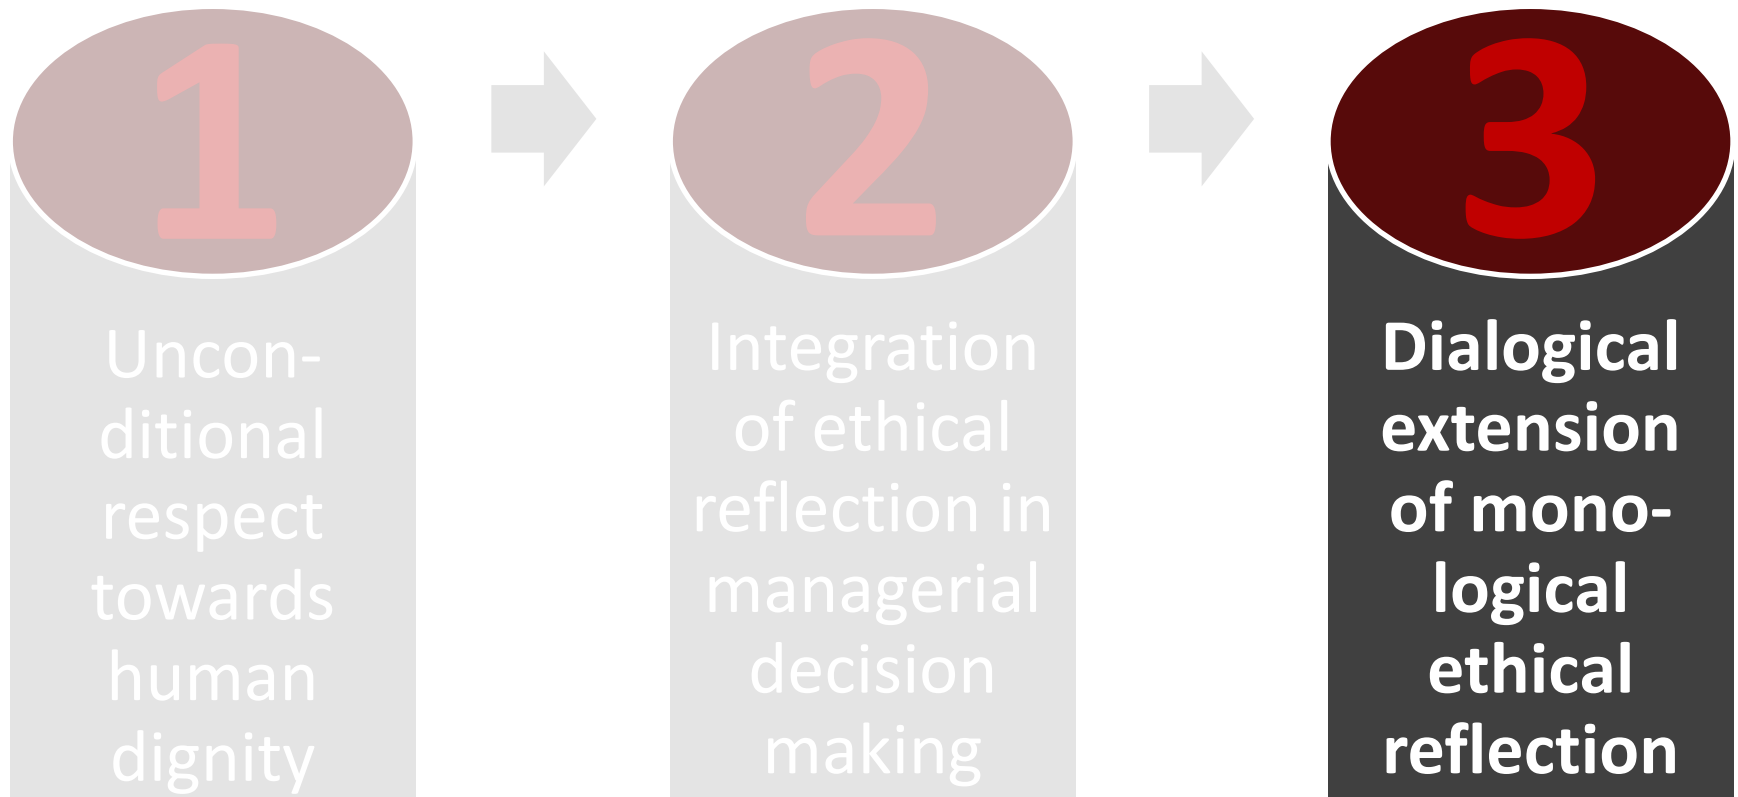 1
Uncon-
ditional
respect
towards
human
dignity
2
Integration
of ethical
reflection in
managerial
decision
making
3
Dialogical
extension
of mono-
logical
ethical
reflection